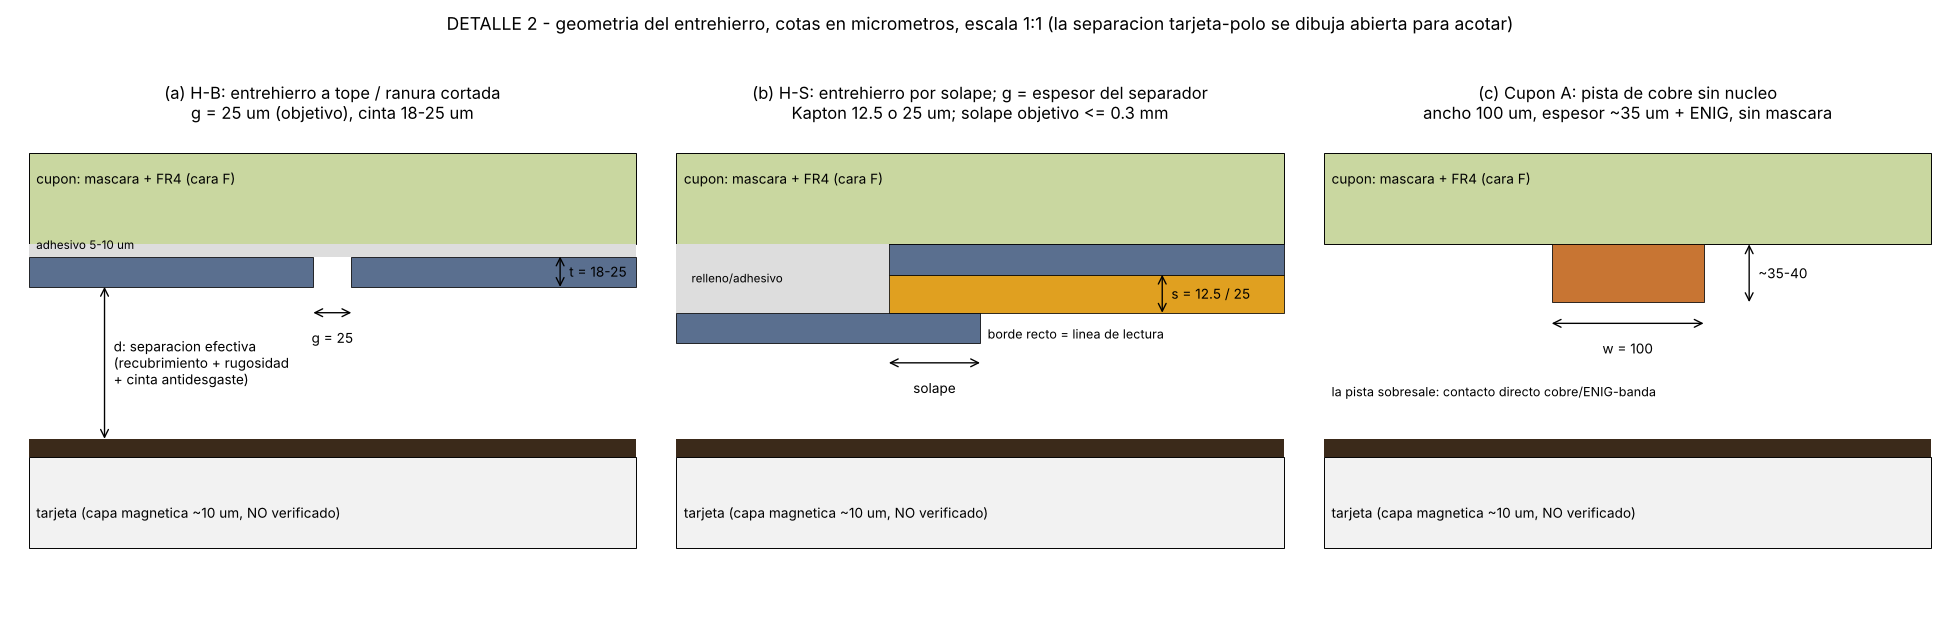 DETALLE 2 - geometria del entrehierro, cotas en micrometros, escala 1:1 (la separacion tarjeta-polo se dibuja abierta para acotar)
(a) H-B: entrehierro a tope / ranura cortada
g = 25 um (objetivo), cinta 18-25 um
cupon: mascara + FR4 (cara F)
adhesivo 5-10 um
t = 18-25
g = 25
d: separacion efectiva
(recubrimiento + rugosidad
+ cinta antidesgaste)
tarjeta (capa magnetica ~10 um, NO verificado)
(b) H-S: entrehierro por solape; g = espesor del separador
Kapton 12.5 o 25 um; solape objetivo <= 0.3 mm
cupon: mascara + FR4 (cara F)
relleno/adhesivo
s = 12.5 / 25
borde recto = linea de lectura
solape
tarjeta (capa magnetica ~10 um, NO verificado)
(c) Cupon A: pista de cobre sin nucleo
ancho 100 um, espesor ~35 um + ENIG, sin mascara
cupon: mascara + FR4 (cara F)
~35-40
w = 100
la pista sobresale: contacto directo cobre/ENIG-banda
tarjeta (capa magnetica ~10 um, NO verificado)